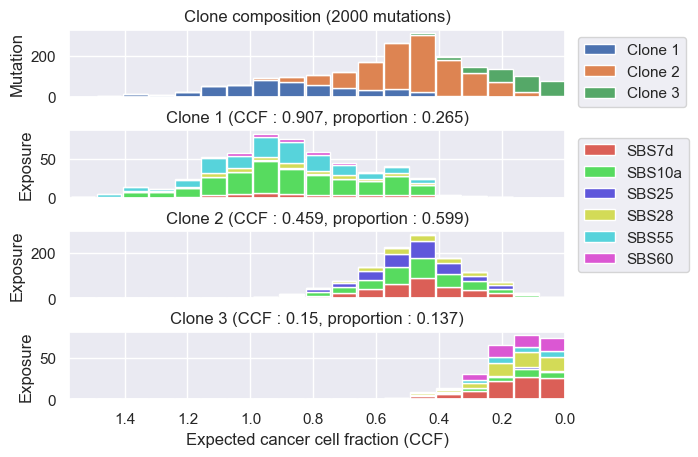 Clone composition (2000 mutations)
Mutation
200
0
Clone 1
Clone 2
Clone 3
Clone 1 (CCF : 0.907, proportion : 0.265)
Exposure
50
0
SBS7d
SBS10a
SBS25
SBS28
SBS55
SBS60
Clone 2 (CCF : 0.459, proportion : 0.599)
Exposure
200
0
Clone 3 (CCF : 0.15, proportion : 0.137)
Exposure
50
0
1.4 1.2 1.0 0.8 0.6 0.4 0.2 0.0
Expected cancer cell fraction (CCF)